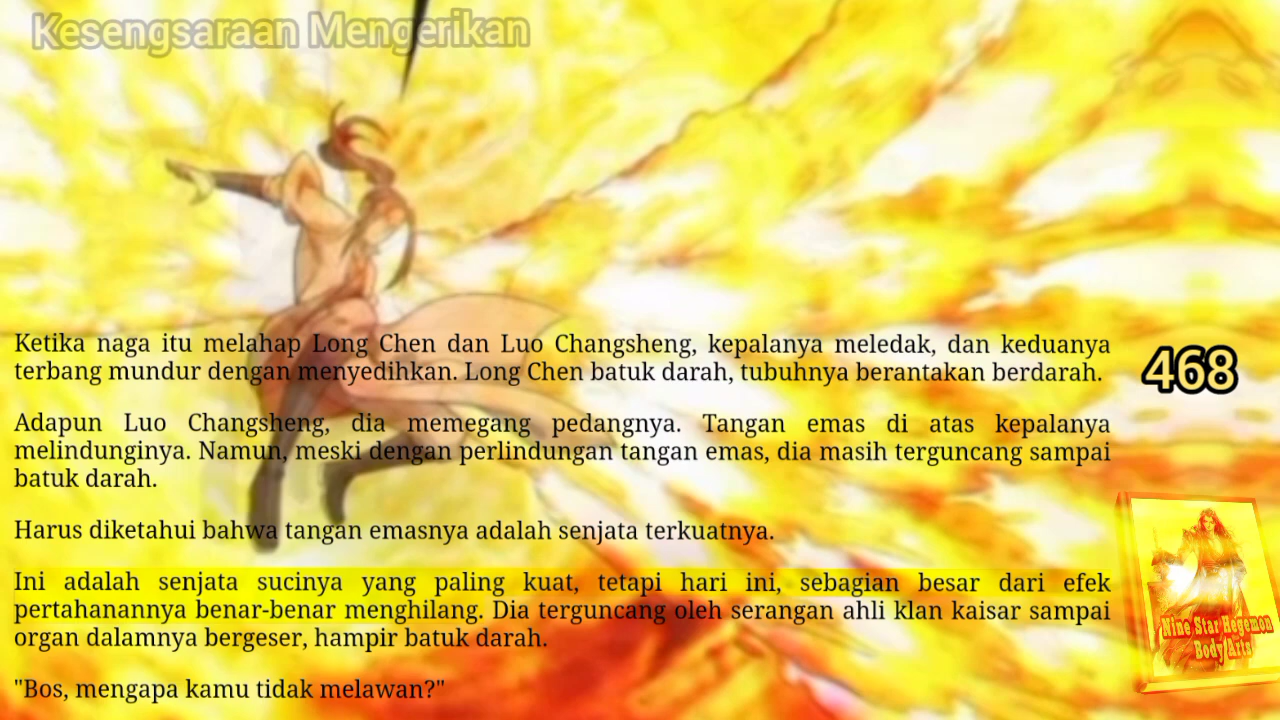 Kesengsaraan Mengerikan
Ketika naga itu melahap Long Chen dan Luo Changsheng, kepalanya meledak, dan keduanya
terbang mundur dengan menyedihkan. Long Chen batuk darah, tubuhnya berantakan berdarah.
Adapun Luo Changsheng, dia memegang pedangnya. Tangan emas di atas kepalanya
melindunginya. Namun, meski dengan perlindungan tangan emas, dia masih terguncang sampai
batuk darah.
Harus diketahui bahwa tangan emasnya adalah senjata terkuatnya.
Ini adalah senjata sucinya yang paling kuat, tetapi hari ini, sebagian besar dari efek
pertahanannya benar-benar menghilang. Dia terguncang oleh serangan ahli klan kaisar sampai
organ dalamnya bergeser, hampir batuk darah.
"Bos, mengapa kamu tidak melawan?"
468
Nine Star Hegemon
Body Arts